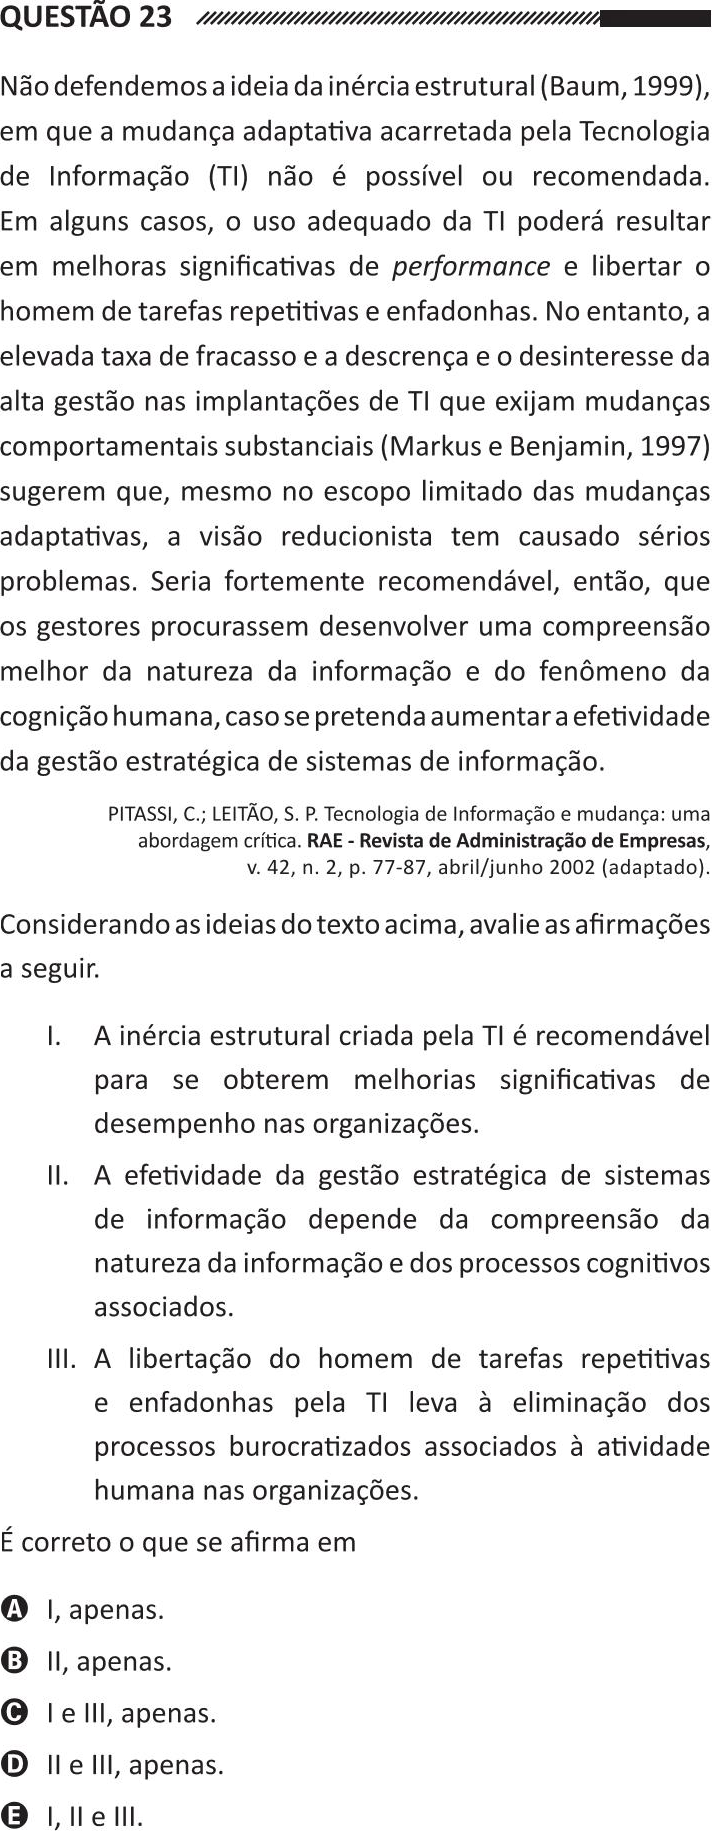 QUESTÃO 23
Não defendemos a ideia da inércia estrutural (Baum, 1999),
em que a mudança adaptativa acarretada pela Tecnologia
de Informação (TI) não é possível ou recomendada.
Em alguns casos, o uso adequado da TI poderá resultar
em melhoras significativas de performance e libertar o
homem de tarefas repetitivas e enfadonhas. No entanto, a
elevada taxa de fracasso e a descrença e o desinteresse da
alta gestão nas implantações de TI que exijam mudanças
comportamentais substanciais (Markus e Benjamin, 1997)
sugerem que, mesmo no escopo limitado das mudanças
adaptativas, a visão reducionista tem causado sérios
problemas. Seria fortemente recomendável, então, que
os gestores procurassem desenvolver uma compreensão
melhor da natureza da informação e do fenômeno da
cognição humana, caso se pretenda aumentar a efetividade
da gestão estratégica de sistemas de informação.
PITASSI, C.; LEITÃO, S. P. Tecnologia de Informação e mudança: uma
abordagem crítica. RAE - Revista de Administração de Empresas,
v. 42, n. 2, p. 77-87, abril/junho 2002 (adaptado).
Considerando as ideias do texto acima, avalie as afirmações
a seguir.
I. A inércia estrutural criada pela TI é recomendável
para se obterem melhorias significativas de
desempenho nas organizações.
II. A efetividade da gestão estratégica de sistemas
de informação depende da compreensão da
natureza da informação e dos processos cognitivos
associados.
III. A libertação do homem de tarefas repetitivas
e enfadonhas pela TI leva à eliminação dos
processos burocratizados associados à atividade
humana nas organizações.
É correto o que se afirma em
A I, apenas.
B II, apenas.
C I e III, apenas.
D II e III, apenas.
E I, II e III.